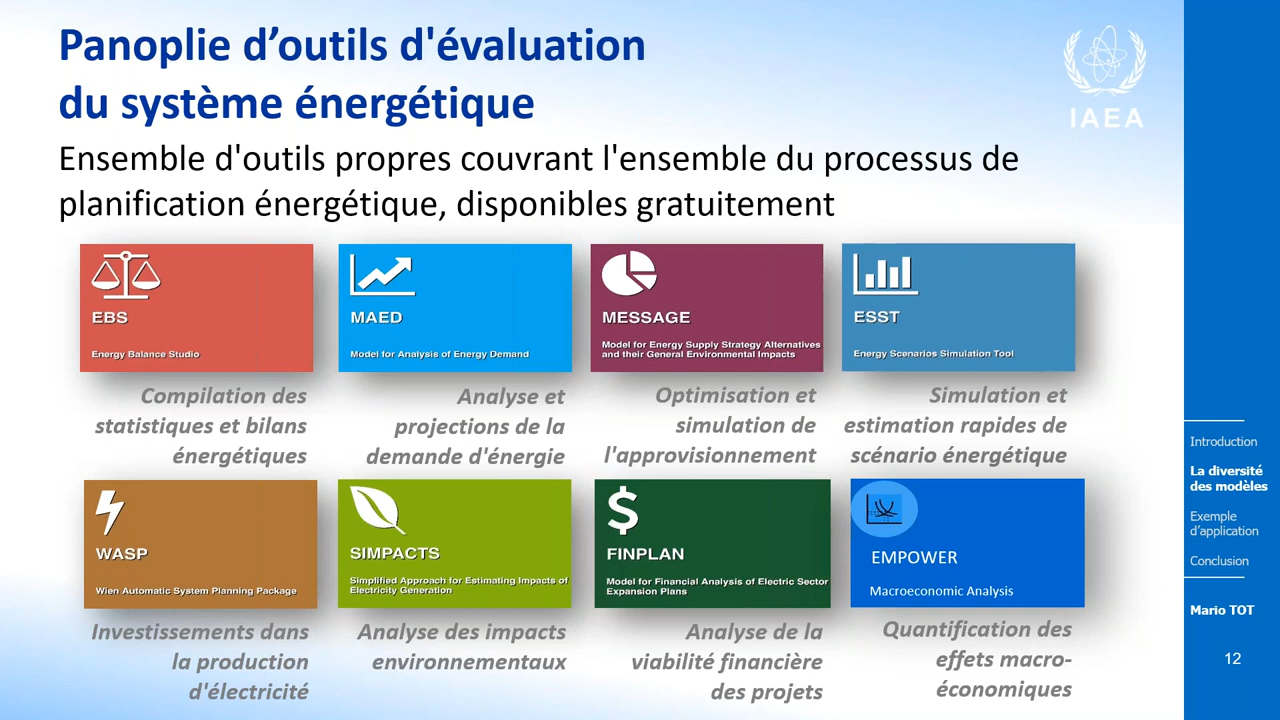 Panoplie d’outils d'évaluation
du système énergétique
IAEA
Ensemble d'outils propres couvrant l'ensemble du processus de
planification énergétique, disponibles gratuitement
EBS
Energy Balance Studio
Compilation des
statistiques et bilans
énergétiques
MAED
Model for Analysis of Energy Demand
Analyse et
projections de la
demande d'énergie
MESSAGE
Model for Energy Supply Strategy Alternatives
and their General Environmental Impacts
Optimisation et
simulation de
l'approvisionnement
ESST
Energy Scenarios Simulation Tool
Simulation et
estimation rapides de
scénario énergétique
WASP
Wien Automatic System Planning Package
Investissements dans
la production
d'électricité
SIMPACTS
Simplified Approach for Estimating Impacts of
Electricity Generation
Analyse des impacts
environnementaux
$
FINPLAN
Model for Financial Analysis of Electric Sector
Expansion Plans
Analyse de la
viabilité financière
des projets
EMPOWER
Macroeconomic Analysis
Quantification des
effets macro-
économiques
Introduction
La diversité
des modèles
Exemple
d’application
Conclusion
Mario TOT
12